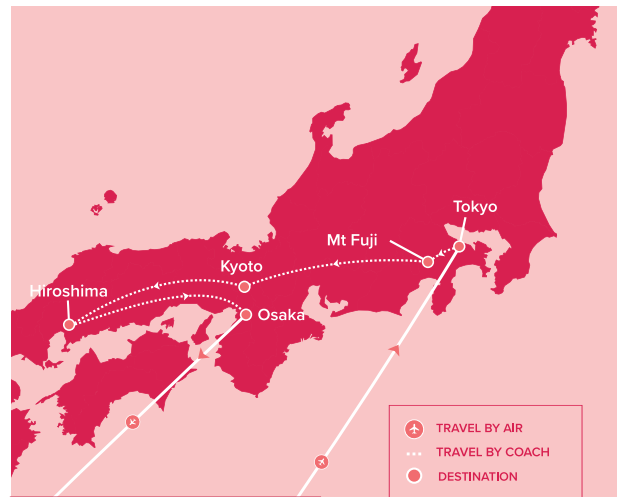 Tokyo
Mt Fuji
Kyoto
Hiroshima
Osaka
TRAVEL BY AIR
TRAVEL BY COACH
DESTINATION